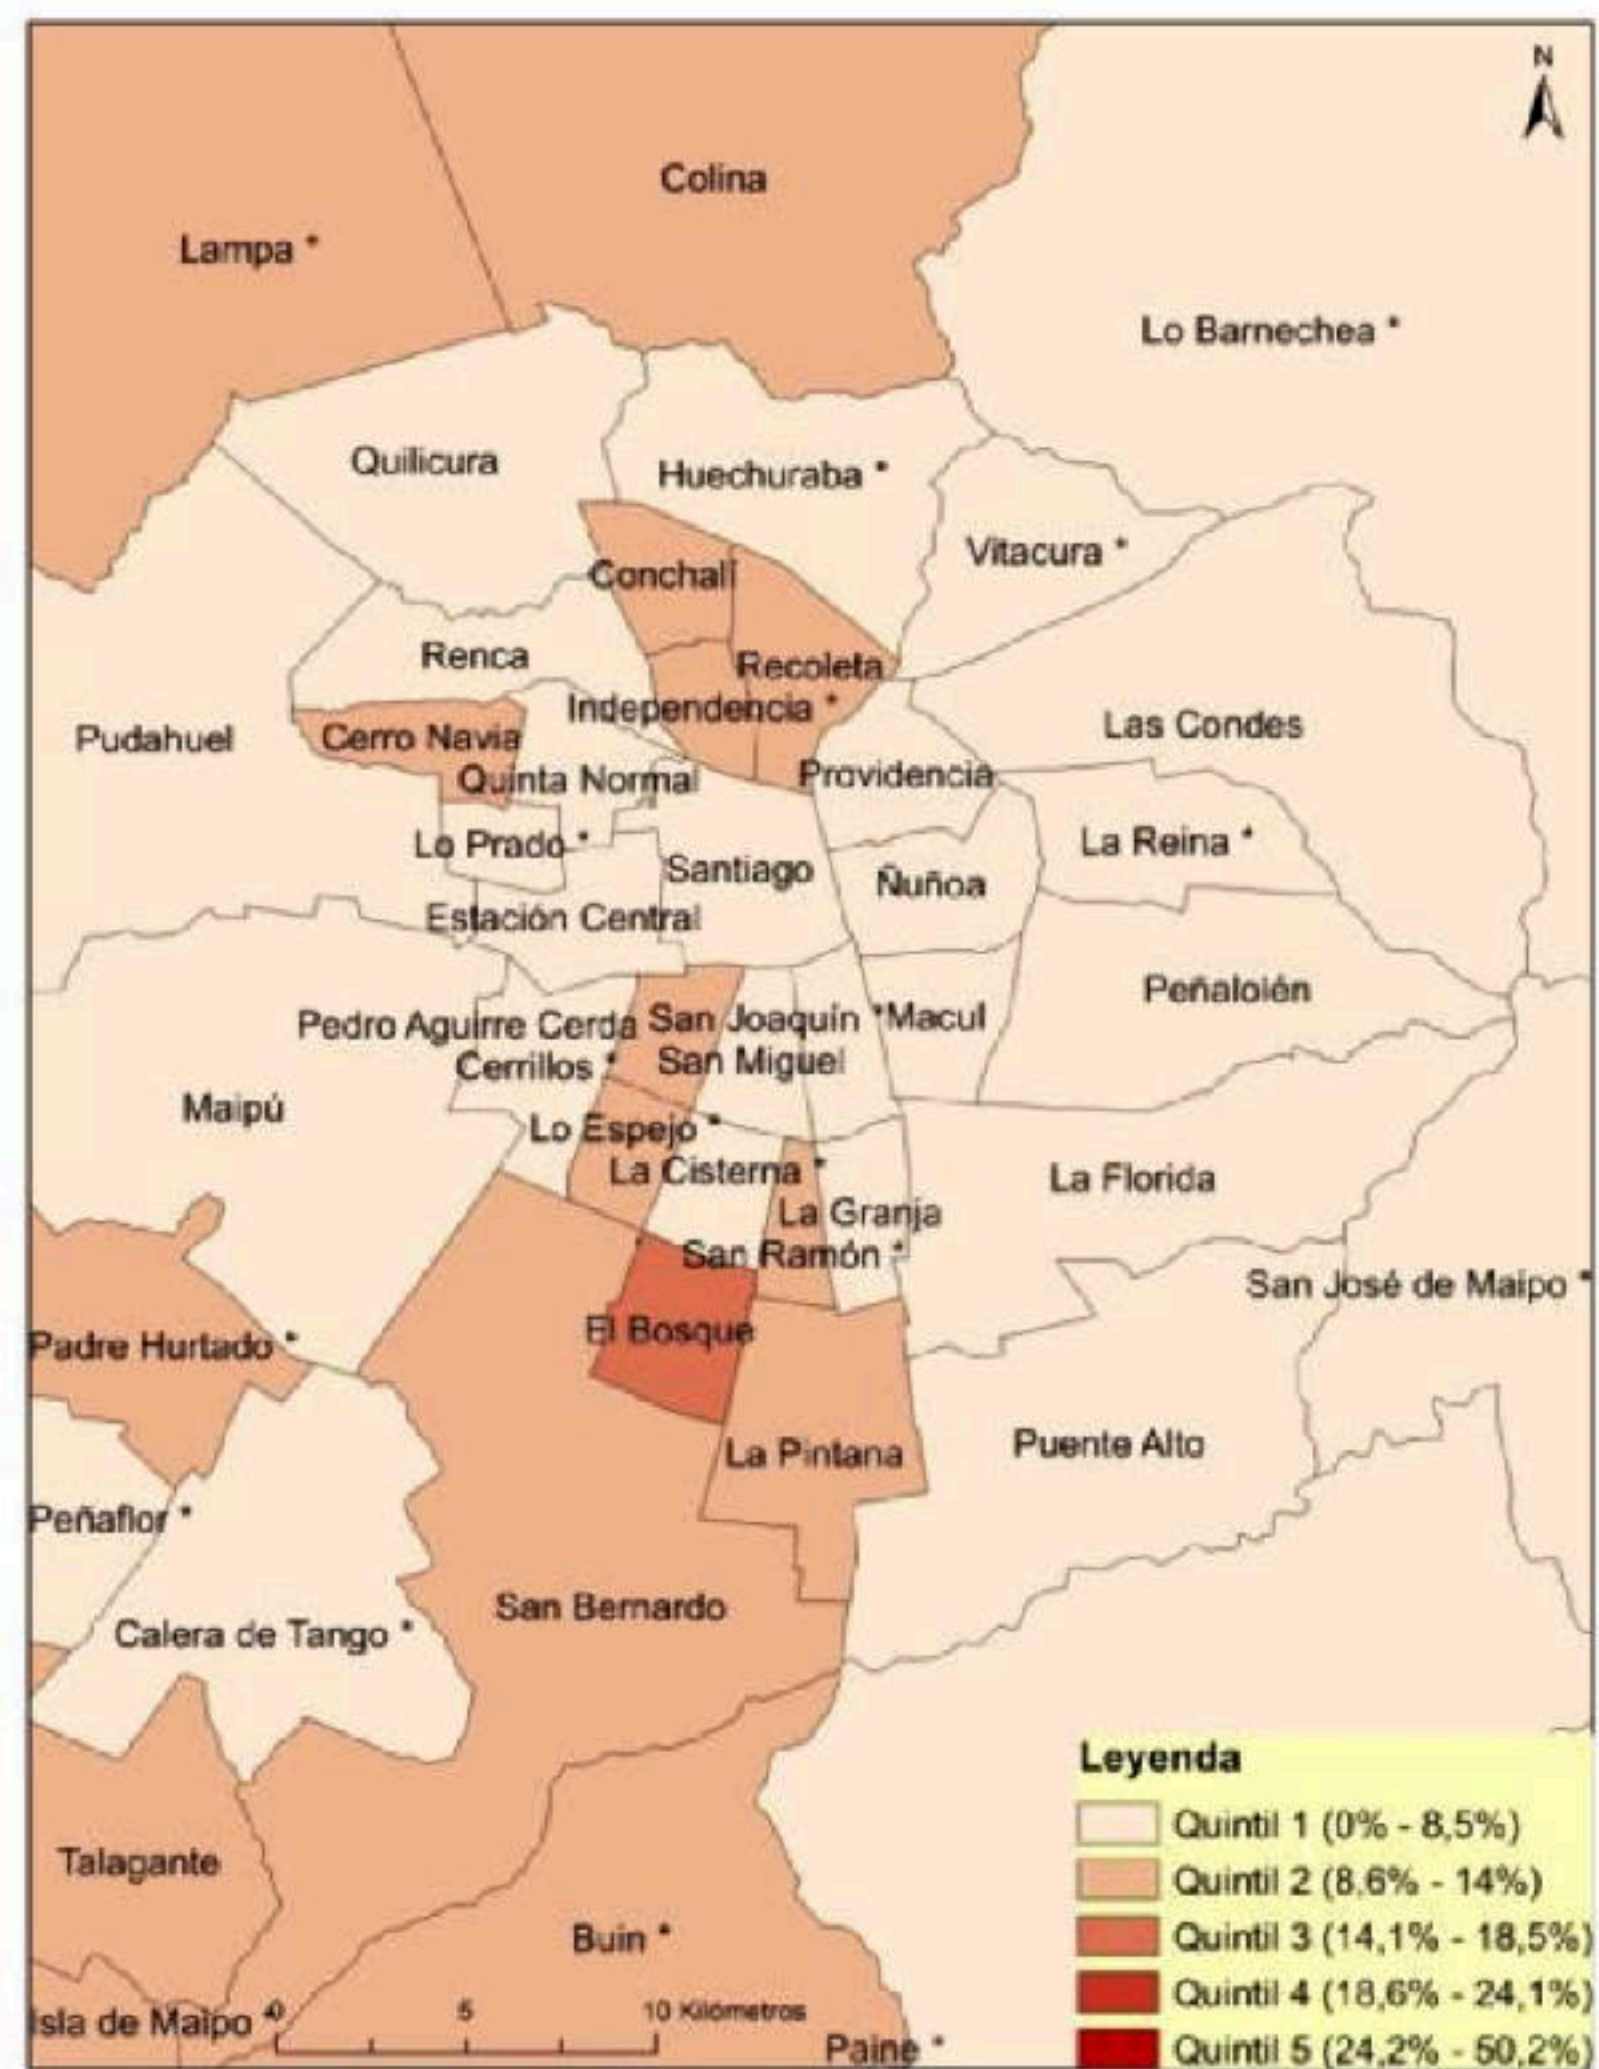 N
Colina
Lampa *
Lo Barnechea *
Quilicura
Huechuraba *
Vitacura *
Conchalí
Renca
Recoleta
Independencia *
Las Condes
Pudahuel
Cerro Navia
Quinta Normal
Providencia
Lo Prado *
La Reina *
Santiago
Ñuñoa
Estación Central
Peñalolén
Pedro Aguirre Cerda
San Joaquín *
Macul
Cerrillos *
San Miguel
Maipú
Lo Espejo *
La Cisterna *
La Florida
La Granja
San Ramón *
San José de Maipo *
El Bosque
Padre Hurtado *
Puente Alto
La Pintana
Peñaflor *
San Bernardo
Calera de Tango *
Talagante
Buin *
Isla de Maipo *
0 5 10 Kilómetros
Paine *
Leyenda
Quintil 1 (0% - 8,5%)
Quintil 2 (8,6% - 14%)
Quintil 3 (14,1% - 18,5%)
Quintil 4 (18,6% - 24,1%)
Quintil 5 (24,2% - 50,2%)